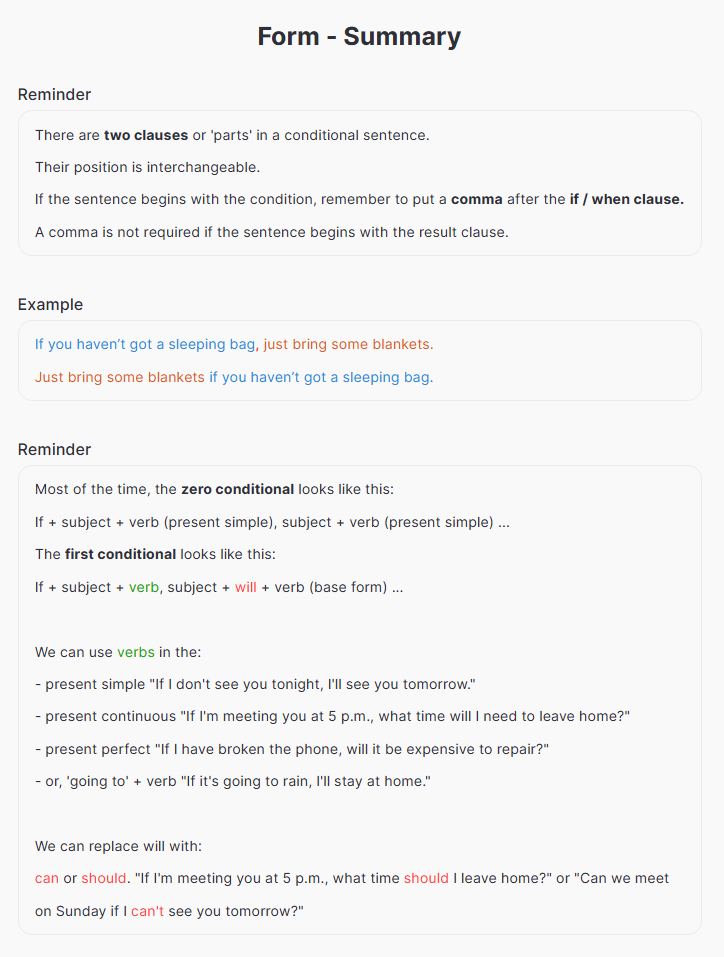 Form - Summary
Reminder
There are two clauses or 'parts' in a conditional sentence.
Their position is interchangeable.
If the sentence begins with the condition, remember to put a comma after the if / when clause.
A comma is not required if the sentence begins with the result clause.
Example
If you haven’t got a sleeping bag, just bring some blankets.
Just bring some blankets if you haven’t got a sleeping bag.
Reminder
Most of the time, the zero conditional looks like this:
If + subject + verb (present simple), subject + verb (present simple) ...
The first conditional looks like this:
If + subject + verb, subject + will + verb (base form) ...
We can use verbs in the:
- present simple "If I don't see you tonight, I'll see you tomorrow."
- present continuous "If I'm meeting you at 5 p.m., what time will I need to leave home?"
- present perfect "If I have broken the phone, will it be expensive to repair?"
- or, 'going to' + verb "If it's going to rain, I'll stay at home."
We can replace will with:
can or should. "If I'm meeting you at 5 p.m., what time should I leave home?" or "Can we meet
on Sunday if I can't see you tomorrow?"